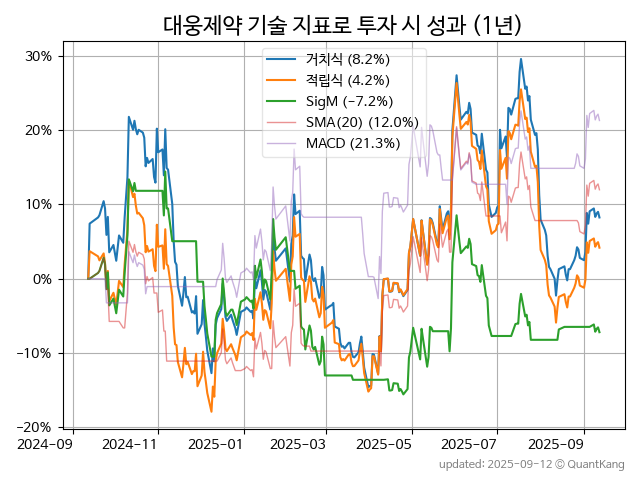 대웅제약 기술 지표로 투자 시 성과 (1년)
거치식 (8.2%)
적립식 (4.2%)
SigM (−7.2%)
SMA(20) (12.0%)
MACD (21.3%)
30%
20%
10%
0%
−10%
−20%
2024-09 2024-11 2025-01 2025-03 2025-05 2025-07 2025-09
updated: 2025-09-12 © QuantKang